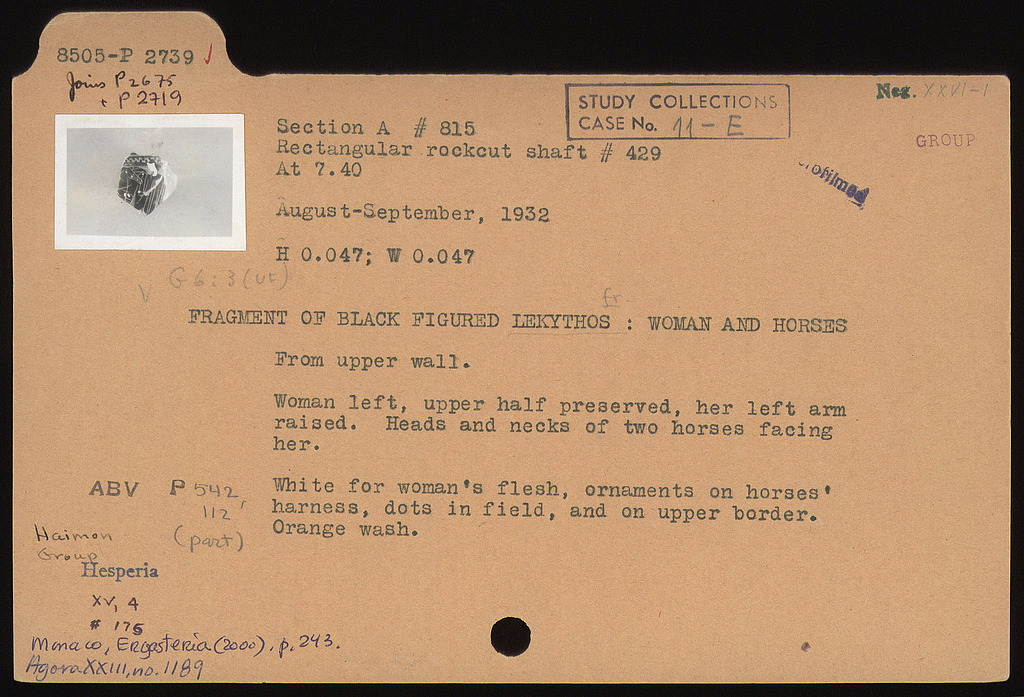 8505-P 2739 ✓
Joins P 2675
+ P 2719
STUDY COLLECTIONS
CASE No. 11-E
Neg. XXVI-1
GROUP
Section A # 815
Rectangular rockcut shaft # 429
At 7.40
August-September, 1932
H 0.047; W 0.047
G 6:3 (UF)
✓
fr.
FRAGMENT OF BLACK FIGURED LEKYTHOS : WOMAN AND HORSES
From upper wall.
Woman left, upper half preserved, her left arm
raised. Heads and necks of two horses facing
her.
White for woman's flesh, ornaments on horses'
harness, dots in field, and on upper border.
Orange wash.
ABV P 542,
112
(part)
Haimon
Group
Hesperia
XV, 4
# 175
Monaco, Ergasteria (2000), p. 243.
Agora XXIII, no. 1189